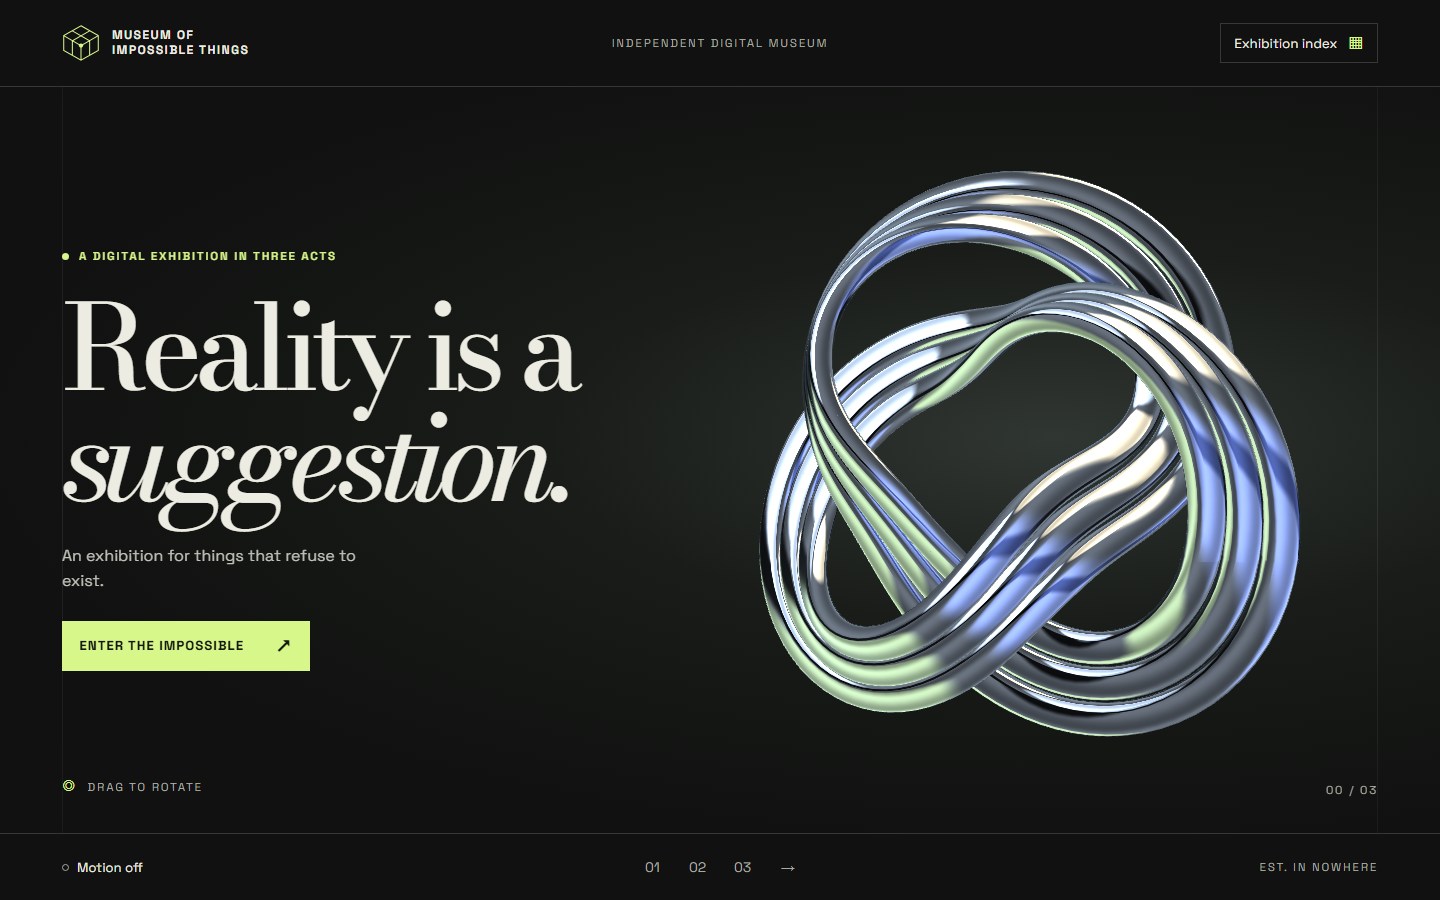 MUSEUM OF
IMPOSSIBLE THINGS
INDEPENDENT DIGITAL MUSEUM
Exhibition index
A DIGITAL EXHIBITION IN THREE ACTS
Reality is a
suggestion.
An exhibition for things that refuse to
exist.
ENTER THE IMPOSSIBLE ↗
DRAG TO ROTATE
00 / 03
Motion off
01 02 03 →
EST. IN NOWHERE